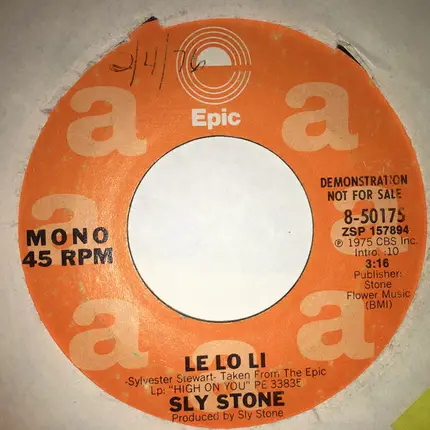 2/4/76
Epic
a a a a a a
DEMONSTRATION
NOT FOR SALE
8-50175
ZSP 157894
℗ 1975 CBS Inc.
Intro. :10
3:16
Publisher:
Stone
Flower Music
(BMI)
MONO
45 RPM
LE LO LI
-Sylvester Stewart- Taken From The Epic
Lp: "HIGH ON YOU" PE 33835
SLY STONE
Produced by Sly Stone